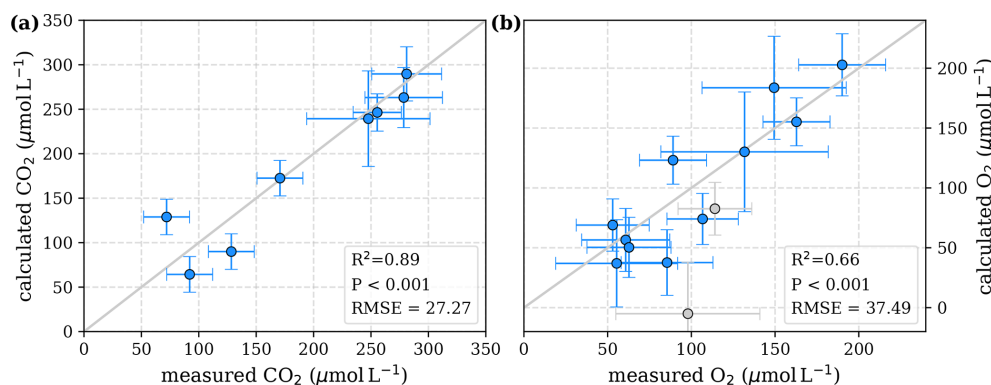 (a)
350
300
250
200
150
100
50
0
calculated CO₂ (μmol L⁻¹)
0 50 100 150 200 250 300 350
measured CO₂ (μmol L⁻¹)
R²=0.89
P < 0.001
RMSE = 27.27
(b)
200
150
100
50
0
calculated O₂ (μmol L⁻¹)
0 50 100 150 200
measured O₂ (μmol L⁻¹)
R²=0.66
P < 0.001
RMSE = 37.49